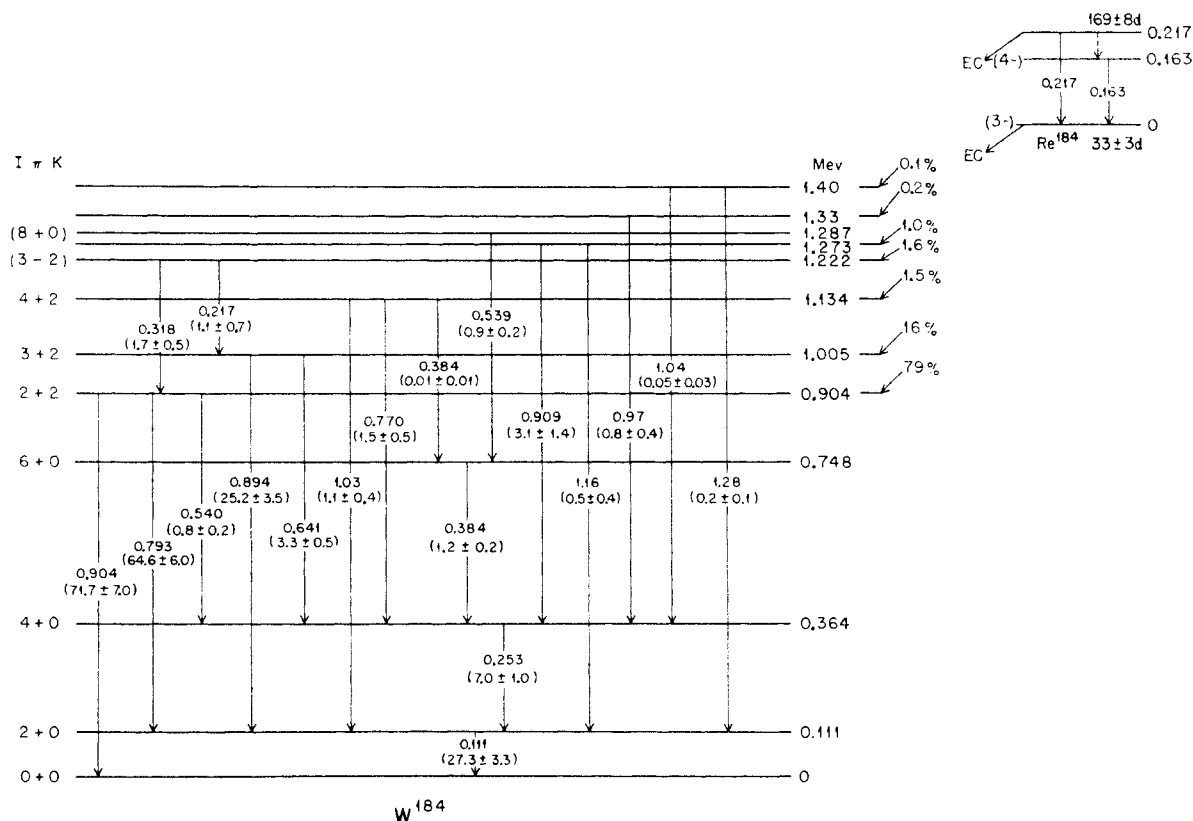 169±8d
0.217
EC
(4-)
0.163
0.217
0.163
(3-)
0
EC
Re184
33±3d
I π K
Mev
1.40
0.1%
1.33
0.2%
(8 + 0)
1.287
1.273
1.0%
(3 - 2)
1.222
1.6%
4 + 2
1.134
1.5%
0.318
(1.7 ± 0.5)
0.217
(1.1 ± 0.7)
0.539
(0.9 ± 0.2)
3 + 2
1.005
16%
0.384
(0.01 ± 0.01)
1.04
(0.05 ± 0.03)
2 + 2
0.904
79%
0.770
(1.5 ± 0.5)
0.909
(3.1 ± 1.4)
0.97
(0.8 ± 0.4)
6 + 0
0.748
0.894
(25.2 ± 3.5)
1.03
(1.1 ± 0.4)
1.16
(0.5 ± 0.4)
1.28
(0.2 ± 0.1)
0.540
(0.8 ± 0.2)
0.641
(3.3 ± 0.5)
0.384
(1.2 ± 0.2)
0.793
(64.6 ± 6.0)
0.904
(71.7 ± 7.0)
4 + 0
0.364
0.253
(7.0 ± 1.0)
2 + 0
0.111
0.111
(27.3 ± 3.3)
0 + 0
0
W184